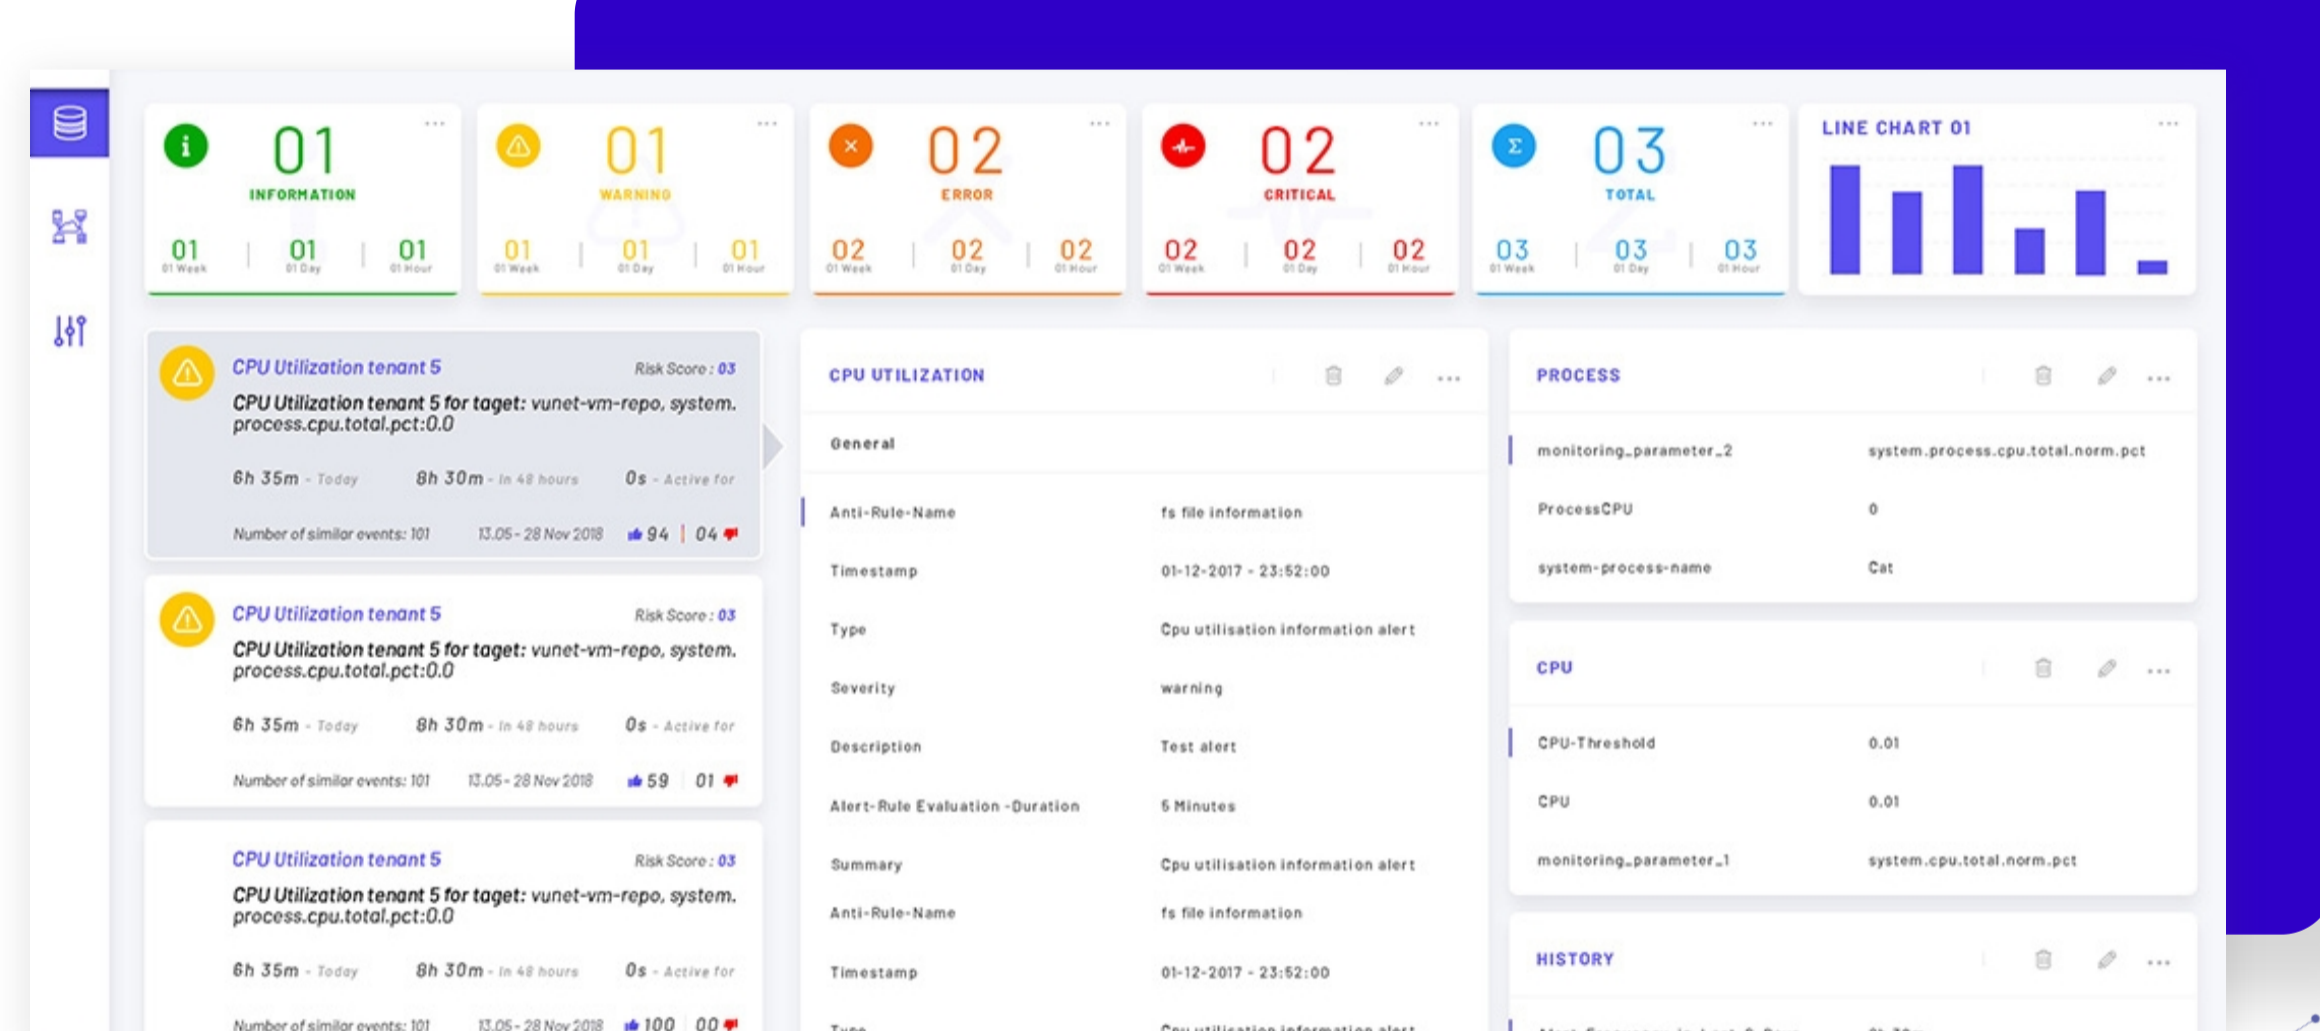 01
INFORMATION
01 01 01
01 Week 01 Day 01 Hour
01
WARNING
01 01 01
01 Week 01 Day 01 Hour
02
ERROR
02 02 02
01 Week 01 Day 01 Hour
02
CRITICAL
02 02 02
01 Week 01 Day 01 Hour
Σ
03
TOTAL
03 03 03
01 Week 01 Day 01 Hour
LINE CHART 01
CPU Utilization tenant 5 Risk Score : 03
CPU Utilization tenant 5 for taget: vunet-vm-repo, system.
process.cpu.total.pct:0.0
6h 35m - Today 8h 30m - In 48 hours 0s - Active for
Number of similar events: 101 13.05 - 28 Nov 2018 94 | 04
CPU Utilization tenant 5 Risk Score : 03
CPU Utilization tenant 5 for taget: vunet-vm-repo, system.
process.cpu.total.pct:0.0
6h 35m - Today 8h 30m - In 48 hours 0s - Active for
Number of similar events: 101 13.05 - 28 Nov 2018 59 01
CPU Utilization tenant 5 Risk Score : 03
CPU Utilization tenant 5 for taget: vunet-vm-repo, system.
process.cpu.total.pct:0.0
6h 35m - Today 8h 30m - In 48 hours 0s - Active for
Number of similar events: 101 13.05 - 28 Nov 2018 100 00
CPU UTILIZATION
General
Anti-Rule-Name fs file information
Timestamp 01-12-2017 - 23:52:00
Type Cpu utilisation information alert
Severity warning
Description Test alert
Alert-Rule Evaluation -Duration 5 Minutes
Summary Cpu utilisation information alert
Anti-Rule-Name fs file information
Timestamp 01-12-2017 - 23:52:00
Type Cpu utilisation information alert
PROCESS
monitoring_parameter_2 system.process.cpu.total.norm.pct
ProcessCPU 0
system-process-name Cat
CPU
CPU-Threshold 0.01
CPU 0.01
monitoring_parameter_1 system.cpu.total.norm.pct
HISTORY